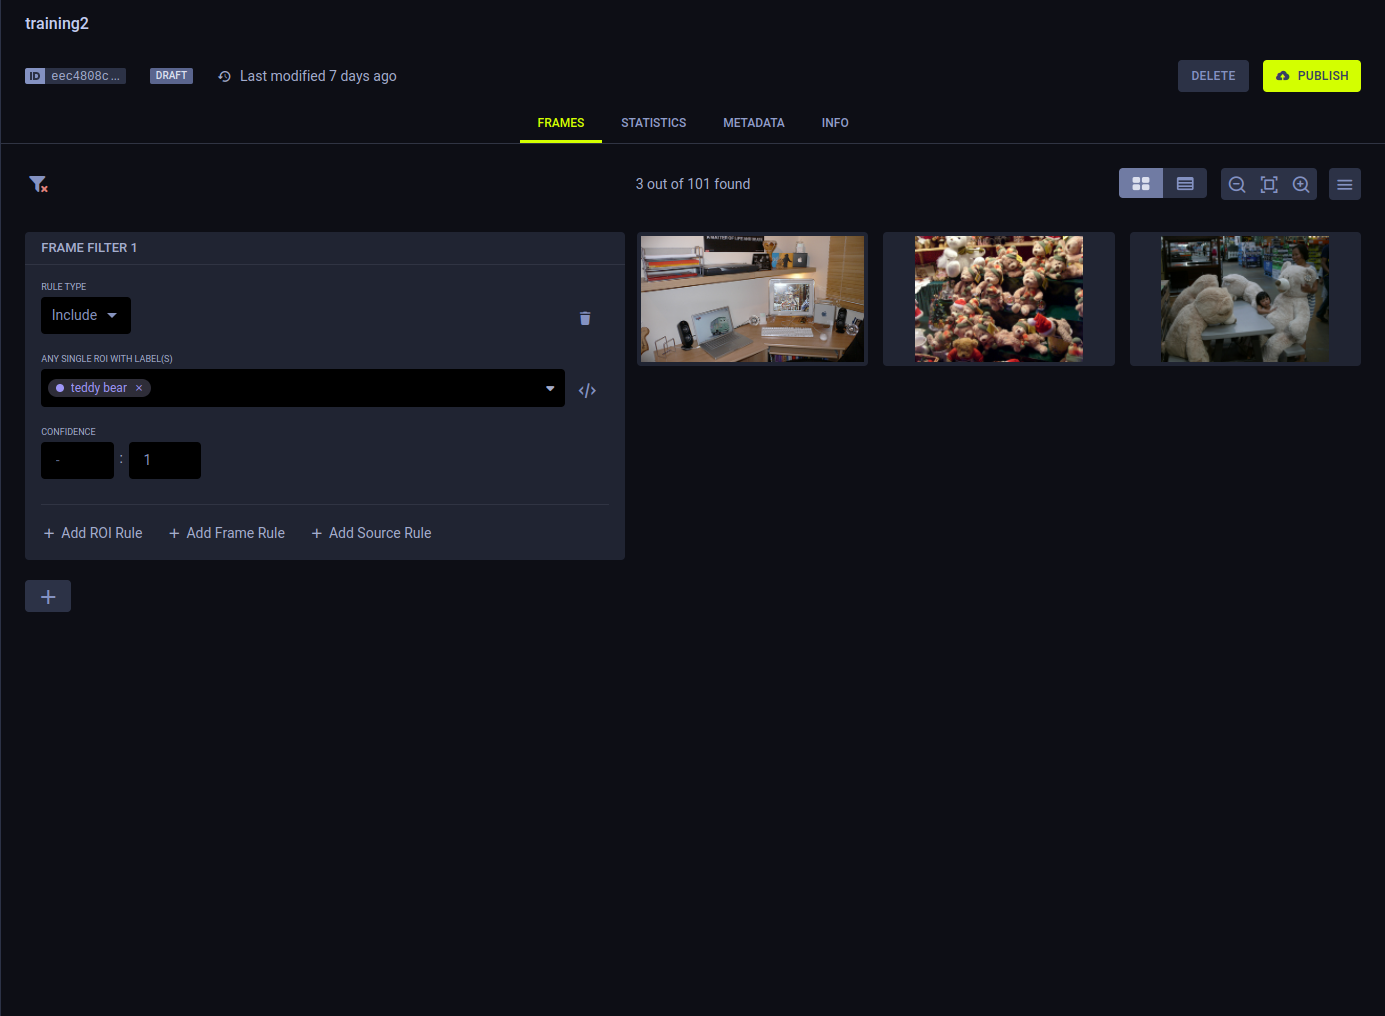 training2
ID eec4808c...
DRAFT
Last modified 7 days ago
DELETE
PUBLISH
FRAMES
STATISTICS
METADATA
INFO
3 out of 101 found
FRAME FILTER 1
RULE TYPE
Include
ANY SINGLE ROI WITH LABEL(S)
teddy bear ×
</>
CONFIDENCE
- : 1
+ Add ROI Rule
+ Add Frame Rule
+ Add Source Rule
+